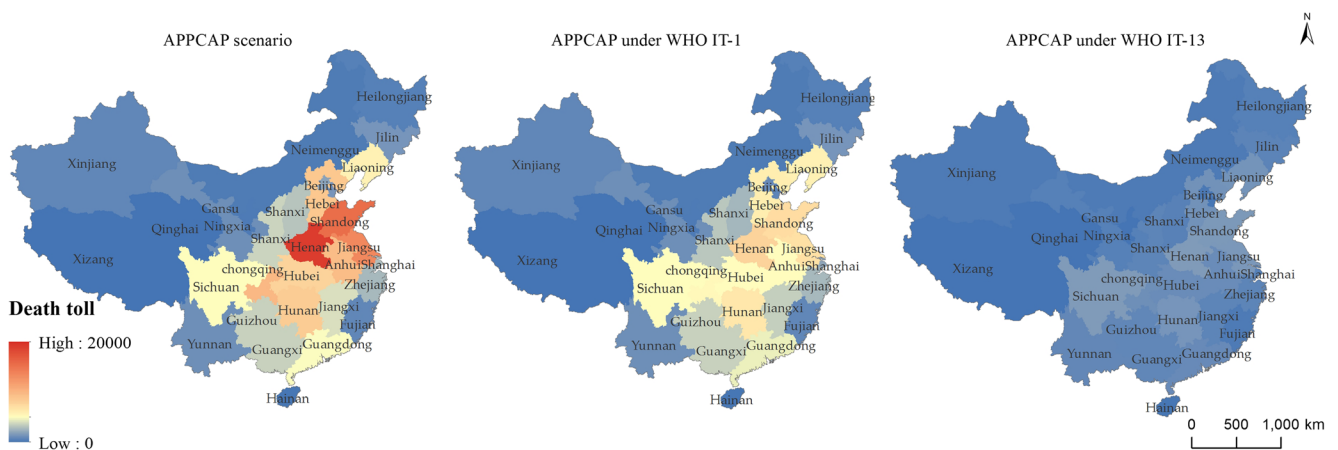 APPCAP scenario
Heilongjiang
Jilin
Xinjiang
Neimenggu
Liaoning
Beijing
Gansu
Hebei
Shanxi
Shandong
Qinghai
Ningxia
Shanxi
Henan
Jiangsu
Xizang
chongqing
Hubei
Anhui
Shanghai
Sichuan
Zhejiang
Hunan
Jiangxi
Guizhou
Fujian
Yunnan
Guangxi
Guangdong
Hainan
Death toll
High : 20000
Low : 0
APPCAP under WHO IT-1
Heilongjiang
Jilin
Xinjiang
Neimenggu
Liaoning
Beijing
Gansu
Hebei
Shanxi
Shandong
Qinghai
Ningxia
Shanxi
Henan
Jiangsu
Xizang
chongqing
Hubei
Anhui
Shanghai
Sichuan
Zhejiang
Hunan
Jiangxi
Guizhou
Fujian
Yunnan
Guangxi
Guangdong
Hainan
APPCAP under WHO IT-13
N
Heilongjiang
Jilin
Xinjiang
Neimenggu
Liaoning
Beijing
Gansu
Hebei
Shanxi
Shandong
Qinghai
Ningxia
Shanxi
Henan
Jiangsu
Xizang
chongqing
Hubei
Anhui
Shanghai
Sichuan
Zhejiang
Hunan
Jiangxi
Guizhou
Fujian
Yunnan
Guangxi
Guangdong
Hainan
0 500 1,000 km